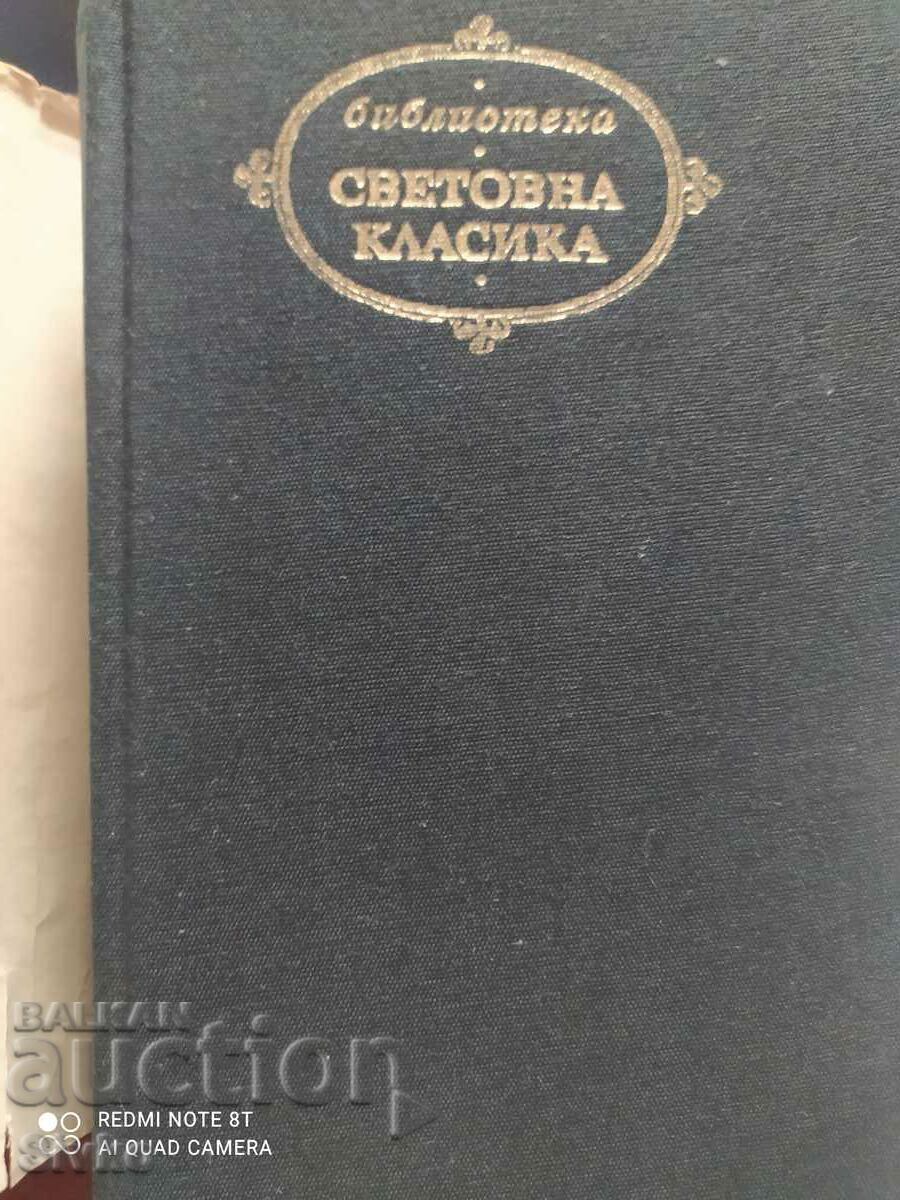 библиотека
СВЕТОВНА
КЛАСИКА
BALKAN
auction
REDMI NOTE 8T
AI QUAD CAMERA